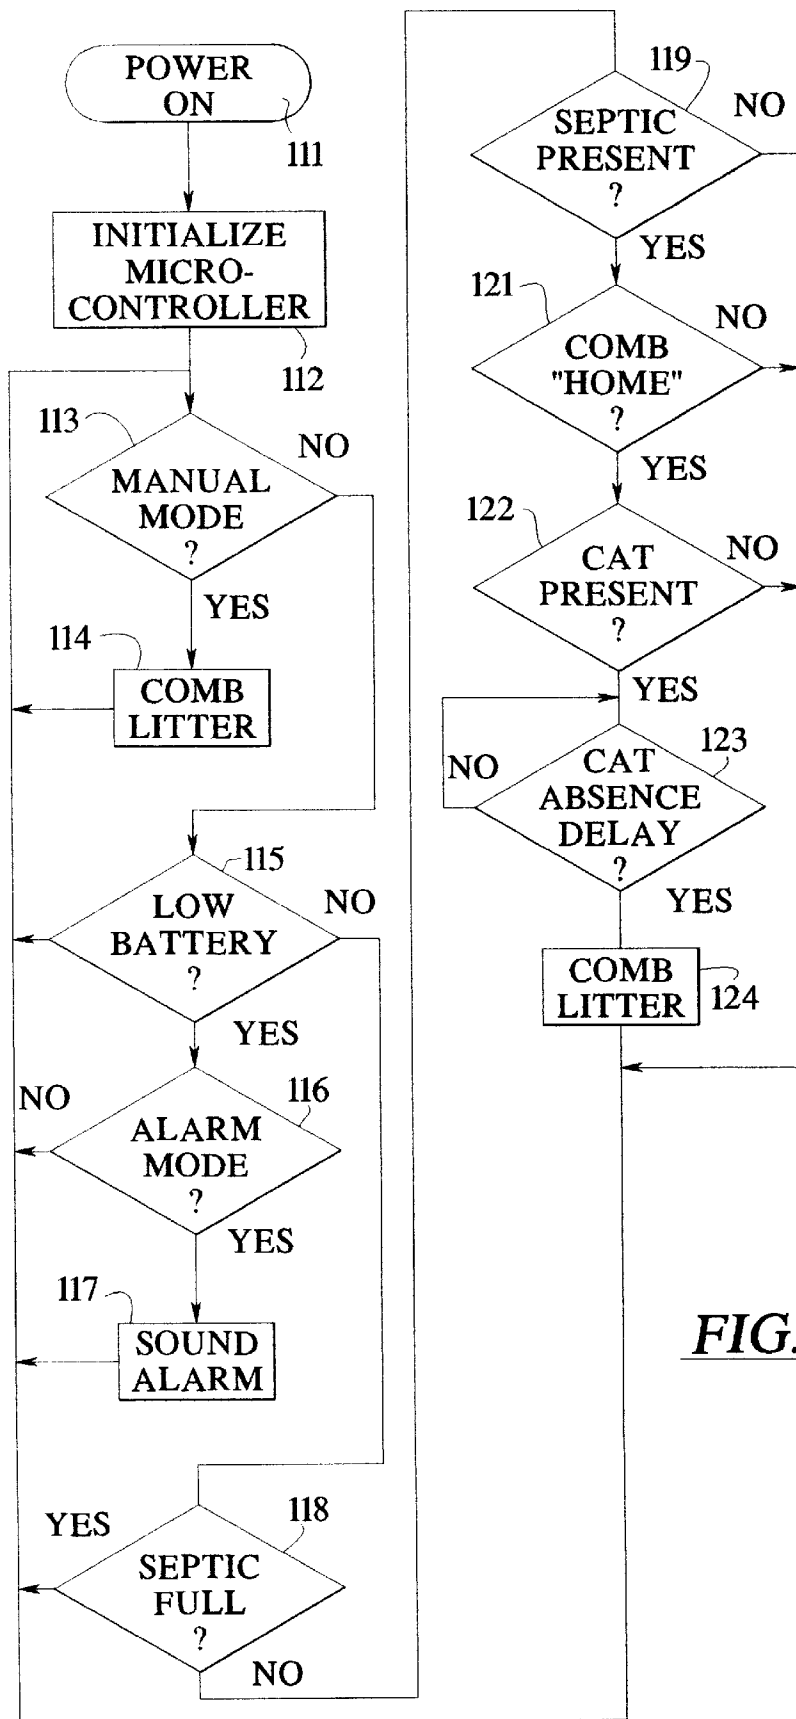 POWER
ON
111
INITIALIZE
MICRO-
CONTROLLER
112
113
NO
MANUAL
MODE
?
YES
114
COMB
LITTER
115
LOW
BATTERY
?
NO
YES
NO
116
ALARM
MODE
?
YES
117
SOUND
ALARM
YES
118
SEPTIC
FULL
?
NO
119
NO
SEPTIC
PRESENT
?
YES
121
NO
COMB
"HOME"
?
YES
122
NO
CAT
PRESENT
?
YES
NO
123
CAT
ABSENCE
DELAY
?
YES
COMB
LITTER
124
FIG.